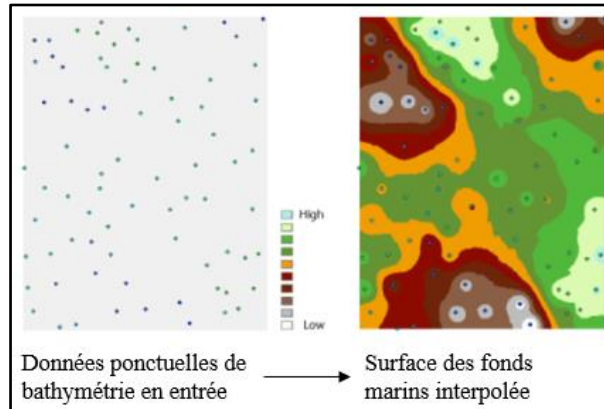 High
Low
Données ponctuelles de
bathymétrie en entrée
Surface des fonds
marins interpolée